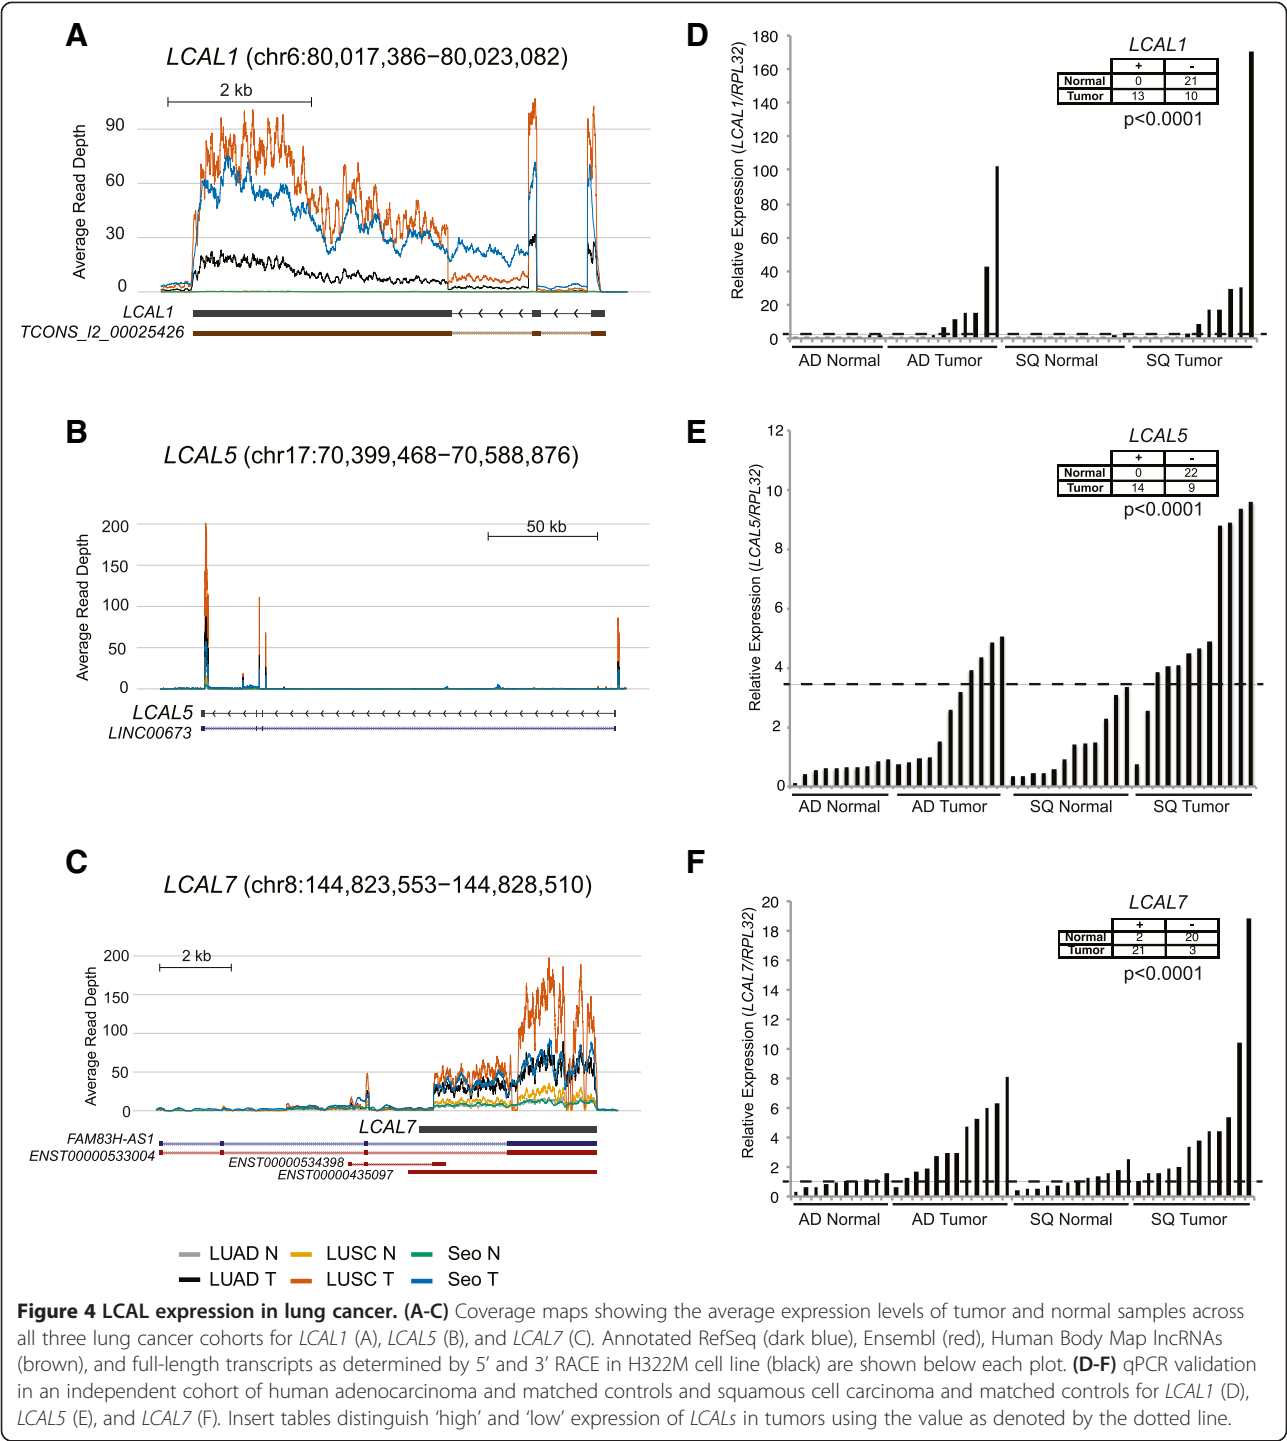 A
LCAL1 (chr6:80,017,386−80,023,082)
2 kb
Average Read Depth
90
60
30
0
LCAL1
TCONS_l2_00025426
B
LCAL5 (chr17:70,399,468−70,588,876)
50 kb
Average Read Depth
200
150
100
50
0
LCAL5
LINC00673
C
LCAL7 (chr8:144,823,553−144,828,510)
2 kb
Average Read Depth
200
150
100
50
0
LCAL7
FAM83H-AS1
ENST00000533004
ENST00000534398
ENST00000435097
LUAD N LUSC N Seo N
LUAD T LUSC T Seo T
D
Relative Expression (LCAL1/RPL32)
180
160
140
120
100
80
60
40
20
0
LCAL1
+ -
Normal 0 21
Tumor 13 10
p<0.0001
AD Normal AD Tumor SQ Normal SQ Tumor
E
Relative Expression (LCAL5/RPL32)
12
10
8
6
4
2
0
LCAL5
+ -
Normal 0 22
Tumor 14 9
p<0.0001
AD Normal AD Tumor SQ Normal SQ Tumor
F
Relative Expression (LCAL7/RPL32)
20
18
16
14
12
10
8
6
4
2
0
LCAL7
+ -
Normal 2 20
Tumor 21 3
p<0.0001
AD Normal AD Tumor SQ Normal SQ Tumor
Figure 4 LCAL expression in lung cancer. (A-C) Coverage maps showing the average expression levels of tumor and normal samples across
all three lung cancer cohorts for LCAL1 (A), LCAL5 (B), and LCAL7 (C). Annotated RefSeq (dark blue), Ensembl (red), Human Body Map lncRNAs
(brown), and full-length transcripts as determined by 5′ and 3′ RACE in H322M cell line (black) are shown below each plot. (D-F) qPCR validation
in an independent cohort of human adenocarcinoma and matched controls and squamous cell carcinoma and matched controls for LCAL1 (D),
LCAL5 (E), and LCAL7 (F). Insert tables distinguish ‘high’ and ‘low’ expression of LCALs in tumors using the value as denoted by the dotted line.